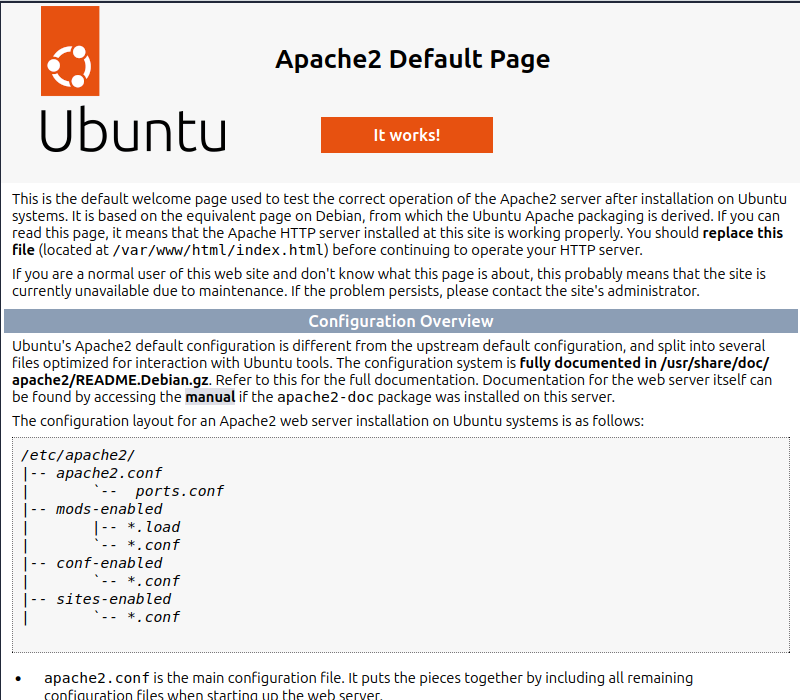 Apache2 Default Page
Ubuntu
It works!
This is the default welcome page used to test the correct operation of the Apache2 server after installation on Ubuntu
systems. It is based on the equivalent page on Debian, from which the Ubuntu Apache packaging is derived. If you can
read this page, it means that the Apache HTTP server installed at this site is working properly. You should replace this
file (located at /var/www/html/index.html) before continuing to operate your HTTP server.
If you are a normal user of this web site and don't know what this page is about, this probably means that the site is
currently unavailable due to maintenance. If the problem persists, please contact the site's administrator.
Configuration Overview
Ubuntu's Apache2 default configuration is different from the upstream default configuration, and split into several
files optimized for interaction with Ubuntu tools. The configuration system is fully documented in /usr/share/doc/
apache2/README.Debian.gz. Refer to this for the full documentation. Documentation for the web server itself can
be found by accessing the manual if the apache2-doc package was installed on this server.
The configuration layout for an Apache2 web server installation on Ubuntu systems is as follows:
/etc/apache2/
|-- apache2.conf
|       `--  ports.conf
|-- mods-enabled
|       |-- *.load
|       `-- *.conf
|-- conf-enabled
|       `-- *.conf
|-- sites-enabled
|       `-- *.conf
• apache2.conf is the main configuration file. It puts the pieces together by including all remaining
configuration files when starting up the web server.